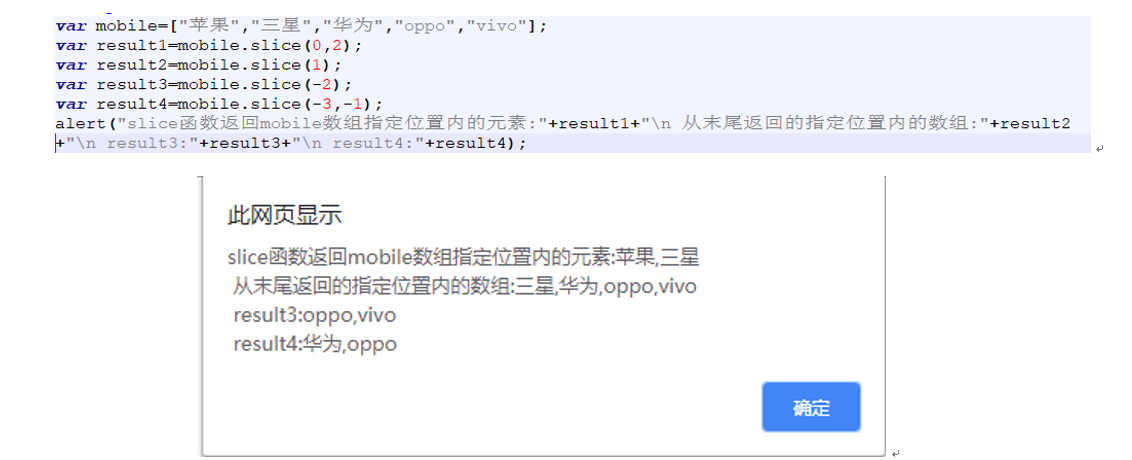 var mobile=["苹果","三星","华为","oppo","vivo"];
var result1=mobile.slice(0,2);
var result2=mobile.slice(1);
var result3=mobile.slice(-2);
var result4=mobile.slice(-3,-1);
alert("slice函数返回mobile数组指定位置内的元素:"+result1+"\n 从末尾返回的指定位置内的数组:"+result2
+"\n result3:"+result3+"\n result4:"+result4);
此网页显示
slice函数返回mobile数组指定位置内的元素:苹果,三星
从末尾返回的指定位置内的数组:三星,华为,oppo,vivo
result3:oppo,vivo
result4:华为,oppo
确定